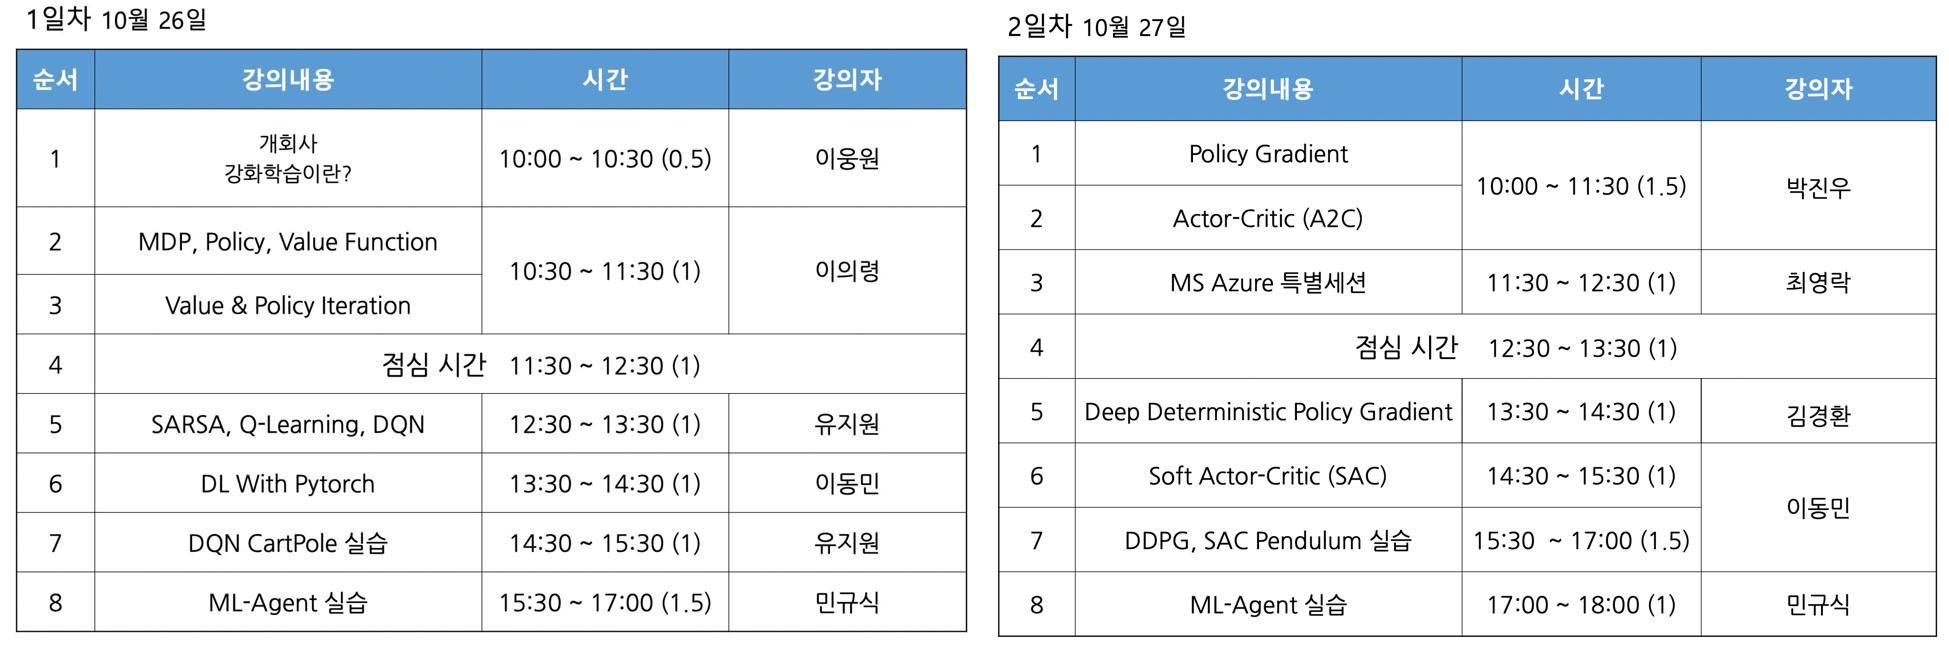 1일차 10월 26일
순서 강의내용 시간 강의자
1 개회사 강화학습이란? 10:00 ~ 10:30 (0.5) 이웅원
2 MDP, Policy, Value Function 10:30 ~ 11:30 (1) 이의령
3 Value & Policy Iteration
4 점심 시간 11:30 ~ 12:30 (1)
5 SARSA, Q-Learning, DQN 12:30 ~ 13:30 (1) 유지원
6 DL With Pytorch 13:30 ~ 14:30 (1) 이동민
7 DQN CartPole 실습 14:30 ~ 15:30 (1) 유지원
8 ML-Agent 실습 15:30 ~ 17:00 (1.5) 민규식
2일차 10월 27일
순서 강의내용 시간 강의자
1 Policy Gradient 10:00 ~ 11:30 (1.5) 박진우
2 Actor-Critic (A2C)
3 MS Azure 특별세션 11:30 ~ 12:30 (1) 최영락
4 점심 시간 12:30 ~ 13:30 (1)
5 Deep Deterministic Policy Gradient 13:30 ~ 14:30 (1) 김경환
6 Soft Actor-Critic (SAC) 14:30 ~ 15:30 (1) 이동민
7 DDPG, SAC Pendulum 실습 15:30 ~ 17:00 (1.5)
8 ML-Agent 실습 17:00 ~ 18:00 (1) 민규식